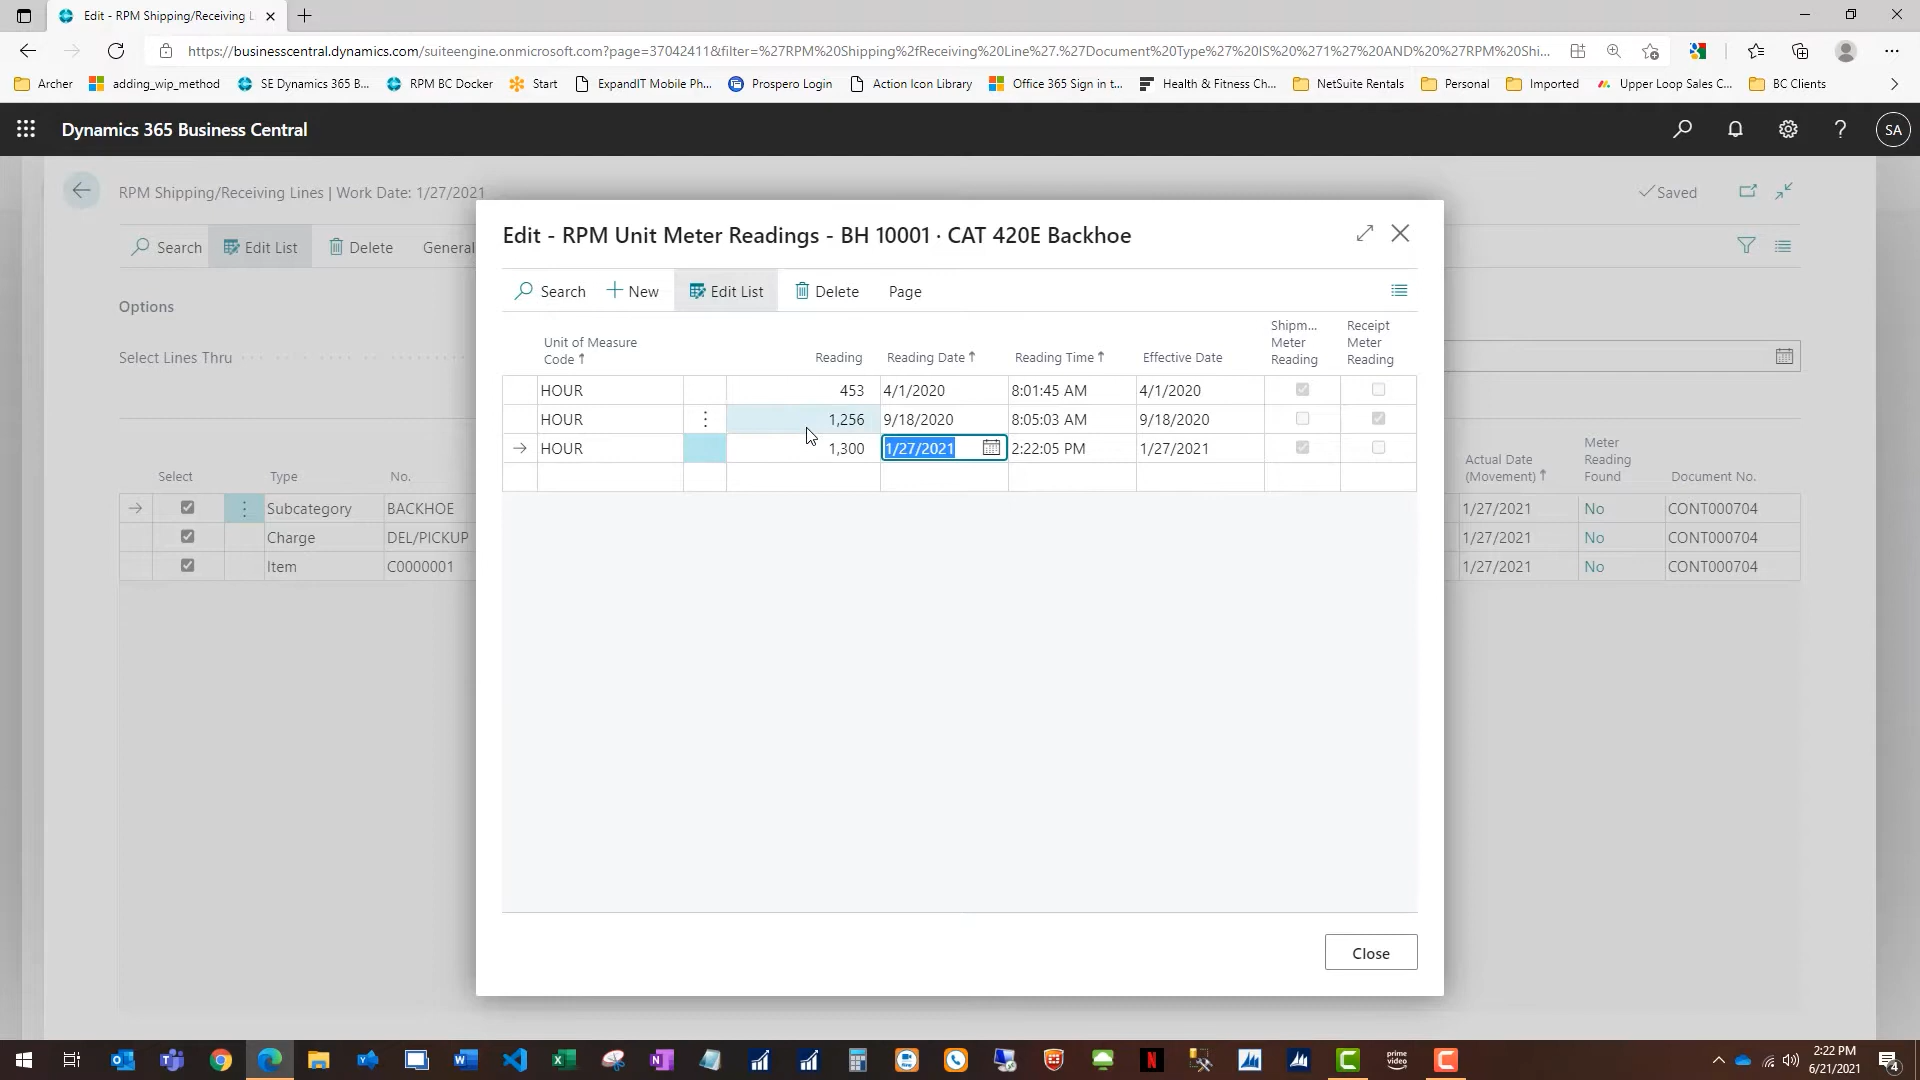 Edit - RPM Shipping/Receiving L
https://businesscentral.dynamics.com/suiteengine.onmicrosoft.com?page=37042411&filter=%27RPM%20Shipping%2fReceiving%20Line%27.%27Document%20Type%27%20IS%20%271%27%20AND%20%27RPM%20Shi...
Archer adding_wip_method SE Dynamics 365 B... RPM BC Docker Start ExpandIT Mobile Ph... Prospero Login Action Icon Library Office 365 Sign in t... Health & Fitness Ch... NetSuite Rentals Personal Imported Upper Loop Sales C... BC Clients
Dynamics 365 Business Central
SA
RPM Shipping/Receiving Lines | Work Date: 1/27/2021
Saved
Search Edit List Delete General
Options
Select Lines Thru
Select Type No.
Actual Date (Movement) Meter Reading Found Document No.
Subcategory BACKHOE 1/27/2021 No CONT000704
Charge DEL/PICKUP 1/27/2021 No CONT000704
Item C0000001 1/27/2021 No CONT000704
Edit - RPM Unit Meter Readings - BH 10001 · CAT 420E Backhoe
Search New Edit List Delete Page
Unit of Measure Code Reading Reading Date Reading Time Effective Date Shipm... Meter Reading Receipt Meter Reading
HOUR 453 4/1/2020 8:01:45 AM 4/1/2020
HOUR 1,256 9/18/2020 8:05:03 AM 9/18/2020
HOUR 1,300 1/27/2021 2:22:05 PM 1/27/2021
Close
2:22 PM
6/21/2021
4